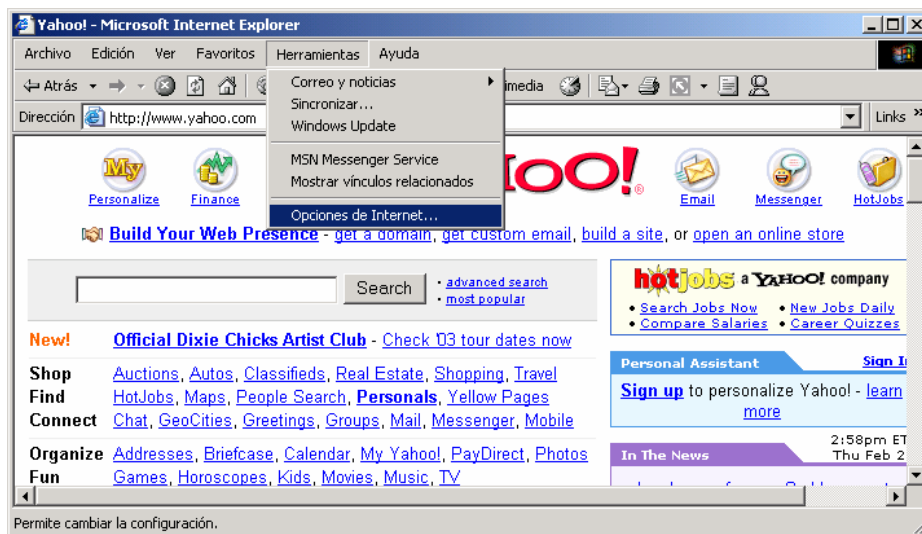 Yahoo! - Microsoft Internet Explorer
Archivo Edición Ver Favoritos Herramientas Ayuda
Atrás
Correo y noticias
Sincronizar...
Windows Update
MSN Messenger Service
Mostrar vínculos relacionados
Opciones de Internet...
imedia
Dirección http://www.yahoo.com Links »
My
Personalize Finance OO! Email Messenger HotJobs
Build Your Web Presence - get a domain, get custom email, build a site, or open an online store
Search
• advanced search
• most popular
hotjobs a YAHOO! company
• Search Jobs Now • New Jobs Daily
• Compare Salaries • Career Quizzes
New! Official Dixie Chicks Artist Club - Check '03 tour dates now
Shop Auctions, Autos, Classifieds, Real Estate, Shopping, Travel
Find HotJobs, Maps, People Search, Personals, Yellow Pages
Connect Chat, GeoCities, Greetings, Groups, Mail, Messenger, Mobile
Organize Addresses, Briefcase, Calendar, My Yahoo!, PayDirect, Photos
Fun Games, Horoscopes, Kids, Movies, Music, TV
Personal Assistant Sign I
Sign up to personalize Yahoo! - learn
more
2:58pm ET
In The News Thu Feb 2
Permite cambiar la configuración.